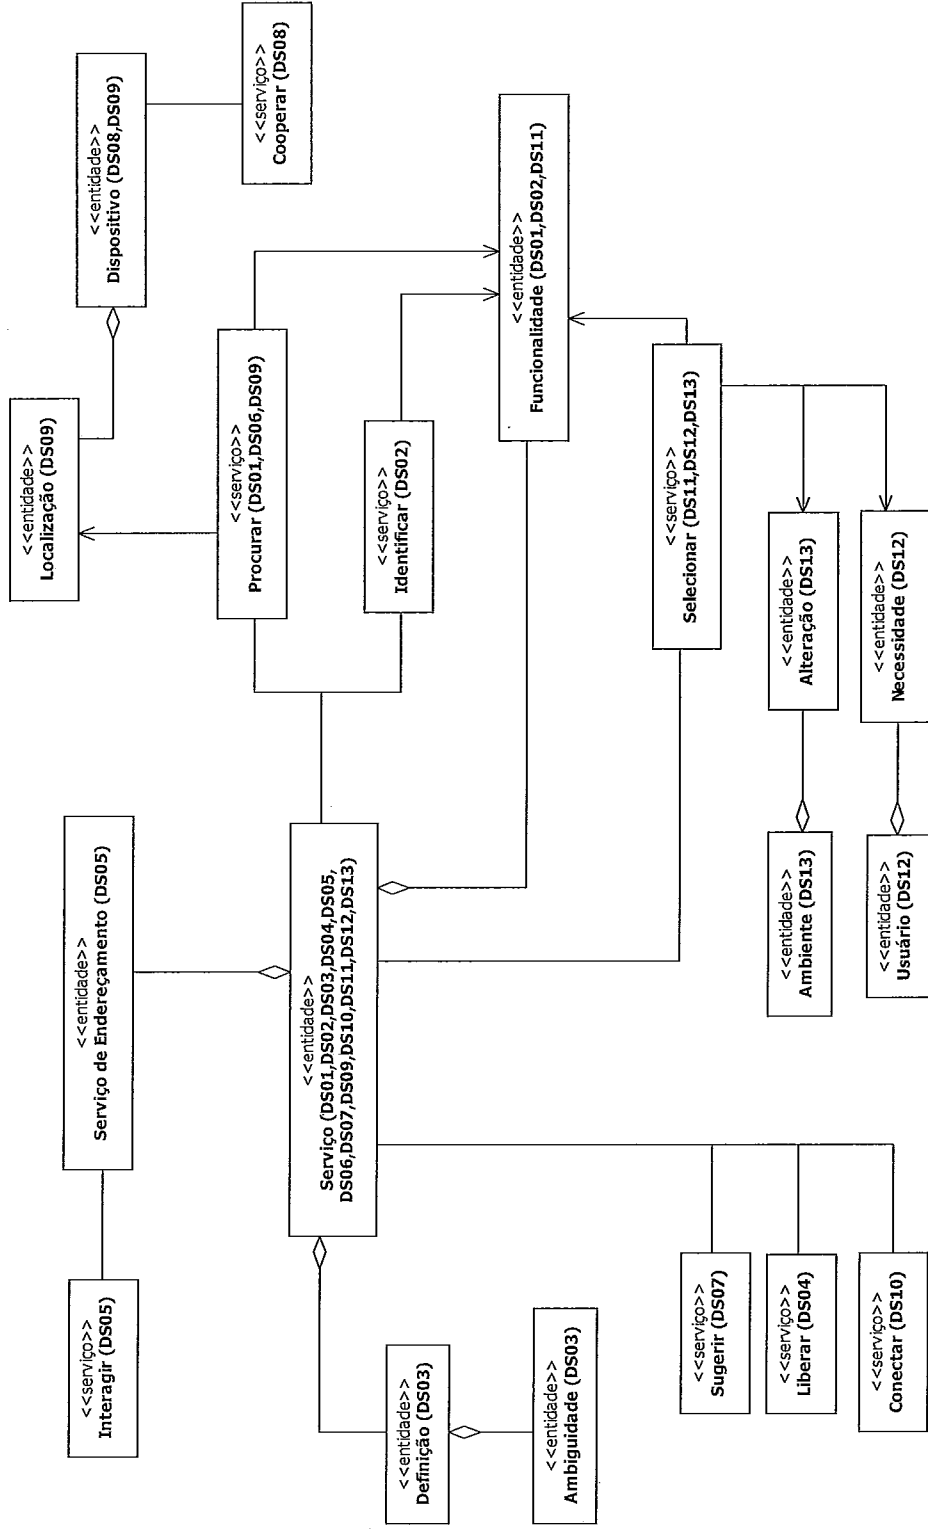 <<serviço>>
Interagir (DS05)
<<entidade>>
Serviço de Endereçamento (DS05)
<<entidade>>
Localização (DS09)
<<entidade>>
Dispositivo (DS08,DS09)
<<serviço>>
Procurar (DS01,DS06,DS09)
<<serviço>>
Cooperar (DS08)
<<entidade>>
Serviço (DS01,DS02,DS03,DS04,DS05,
DS06,DS07,DS09,DS10,DS11,DS12,DS13)
<<serviço>>
Identificar (DS02)
<<entidade>>
Definição (DS03)
<<entidade>>
Funcionalidade (DS01,DS02,DS11)
<<entidade>>
Ambiguidade (DS03)
<<serviço>>
Selecionar (DS11,DS12,DS13)
<<serviço>>
Sugerir (DS07)
<<serviço>>
Liberar (DS04)
<<entidade>>
Ambiente (DS13)
<<entidade>>
Alteração (DS13)
<<serviço>>
Conectar (DS10)
<<entidade>>
Usuário (DS12)
<<entidade>>
Necessidade (DS12)